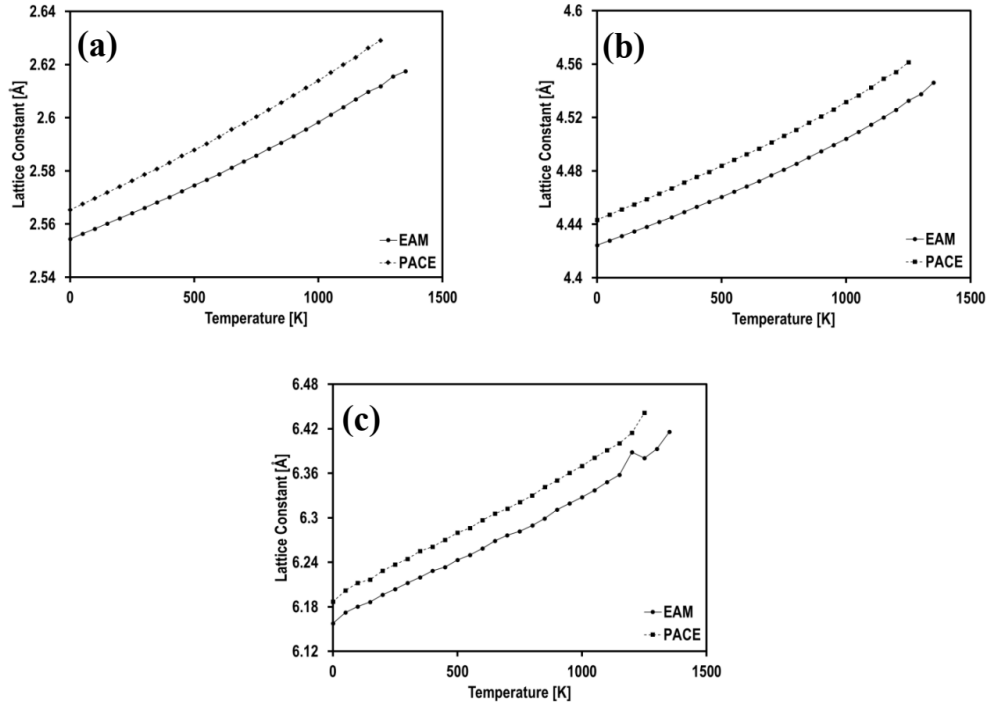 (a)
2.64
2.62
2.6
2.58
2.56
2.54
Lattice Constant [Å]
0
500
1000
1500
Temperature [K]
EAM
PACE
(b)
4.6
4.56
4.52
4.48
4.44
4.4
Lattice Constant [Å]
0
500
1000
1500
Temperature [K]
EAM
PACE
(c)
6.48
6.42
6.36
6.3
6.24
6.18
6.12
Lattice Constant [Å]
0
500
1000
1500
Temperature [K]
EAM
PACE